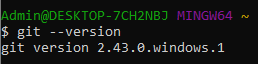 Admin@DESKTOP-7CH2NBJ MINGW64 ~
$ git --version
git version 2.43.0.windows.1